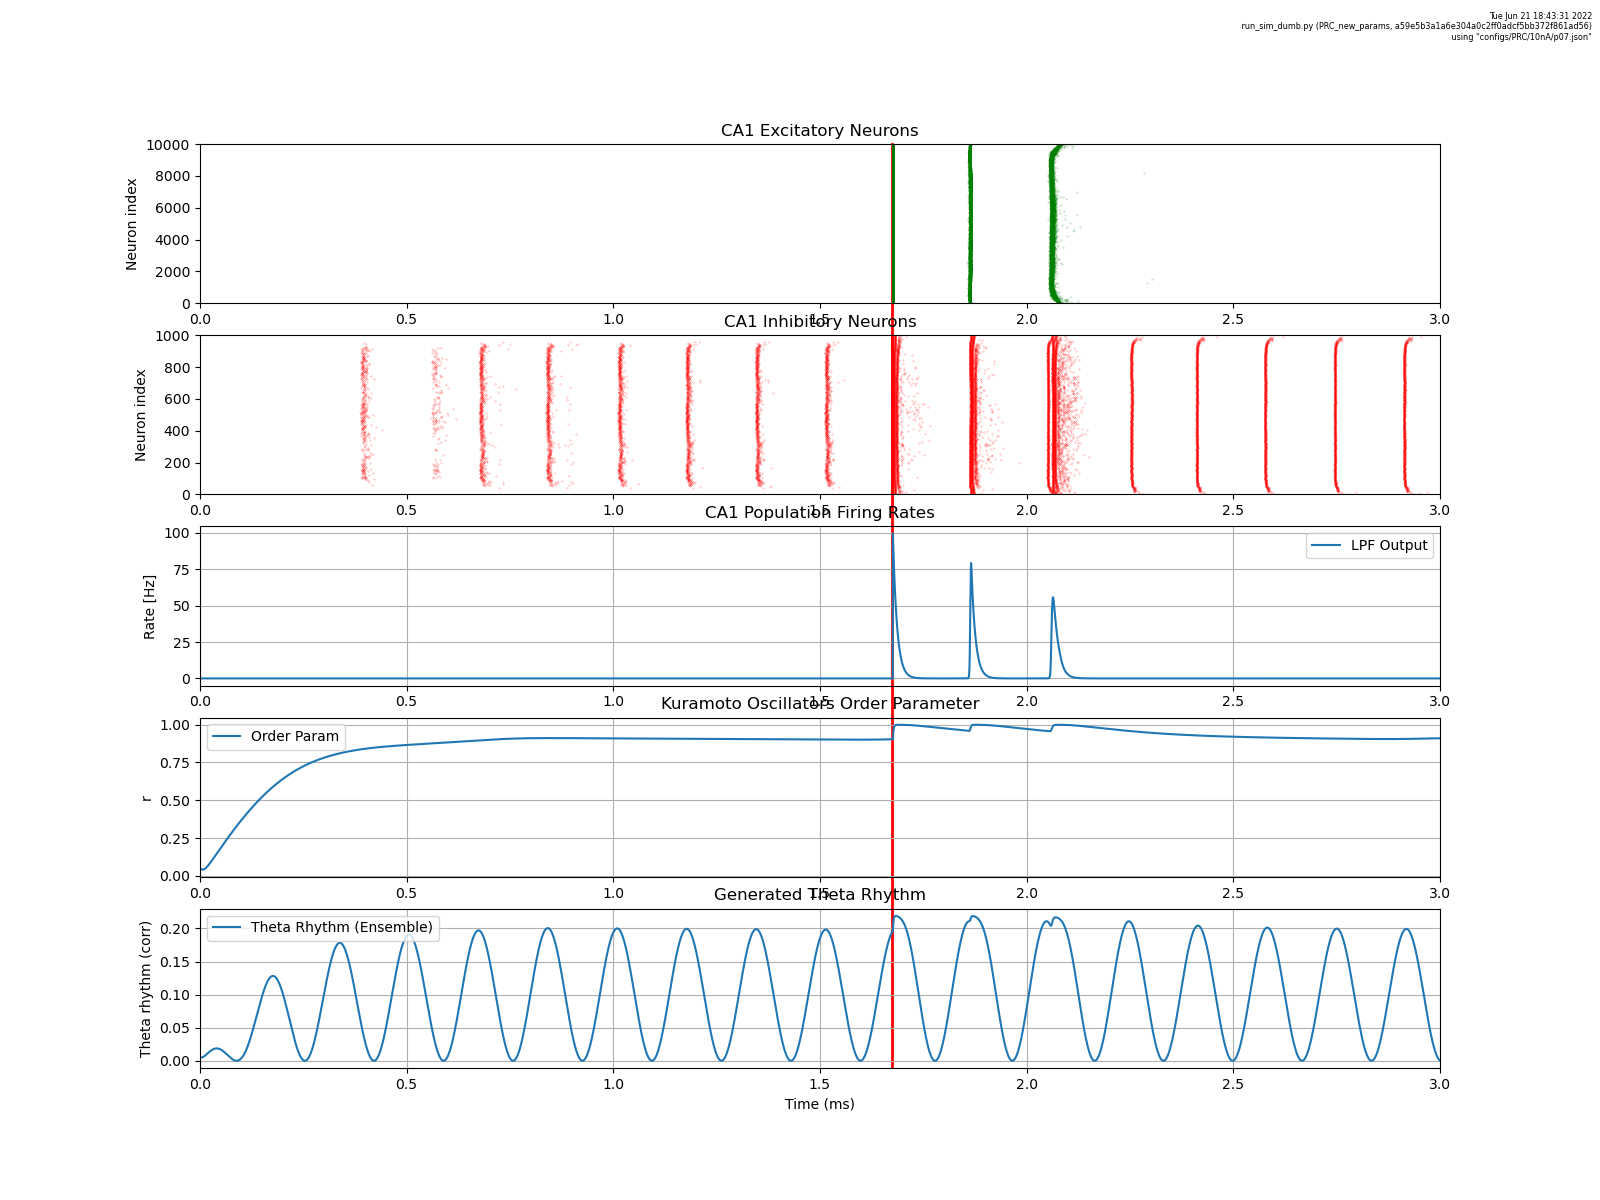 Tue Jun 21 18:43:31 2022
run_sim_dumb.py (PRC_new_params, a59e5b3a1a6e304a0c2ff0adcf5bb372f861ad56)
using "configs/PRC/10nA/p07.json"
CA1 Excitatory Neurons
Neuron index
10000
8000
6000
4000
2000
0
0.0 0.5 1.0 1.5 2.0 2.5 3.0
CA1 Inhibitory Neurons
Neuron index
1000
800
600
400
200
0
0.0 0.5 1.0 1.5 2.0 2.5 3.0
CA1 Population Firing Rates
Rate [Hz]
100
75
50
25
0
LPF Output
0.0 0.5 1.0 1.5 2.0 2.5 3.0
Kuramoto Oscillators Order Parameter
r
1.00
0.75
0.50
0.25
0.00
Order Param
0.0 0.5 1.0 1.5 2.0 2.5 3.0
Generated Theta Rhythm
Theta rhythm (corr)
0.20
0.15
0.10
0.05
0.00
Theta Rhythm (Ensemble)
0.0 0.5 1.0 1.5 2.0 2.5 3.0
Time (ms)